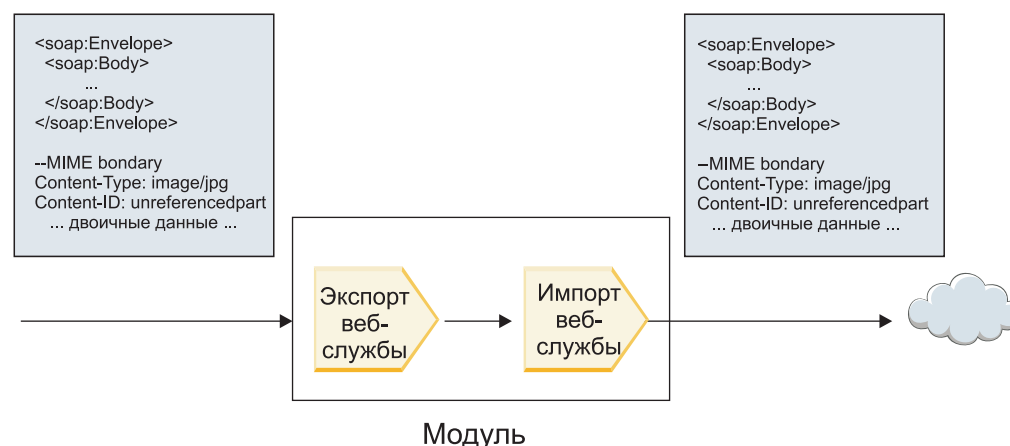 <soap:Envelope>
<soap:Body>
...
</soap:Body>
</soap:Envelope>
--MIME bondary
Content-Type: image/jpg
Content-ID: unreferencedpart
... двоичные данные ...
<soap:Envelope>
<soap:Body>
...
</soap:Body>
</soap:Envelope>
–MIME bondary
Content-Type: image/jpg
Content-ID: unreferencedpart
... двоичные данные ...
Экспорт
веб-
службы
Импорт
веб-
службы
Модуль